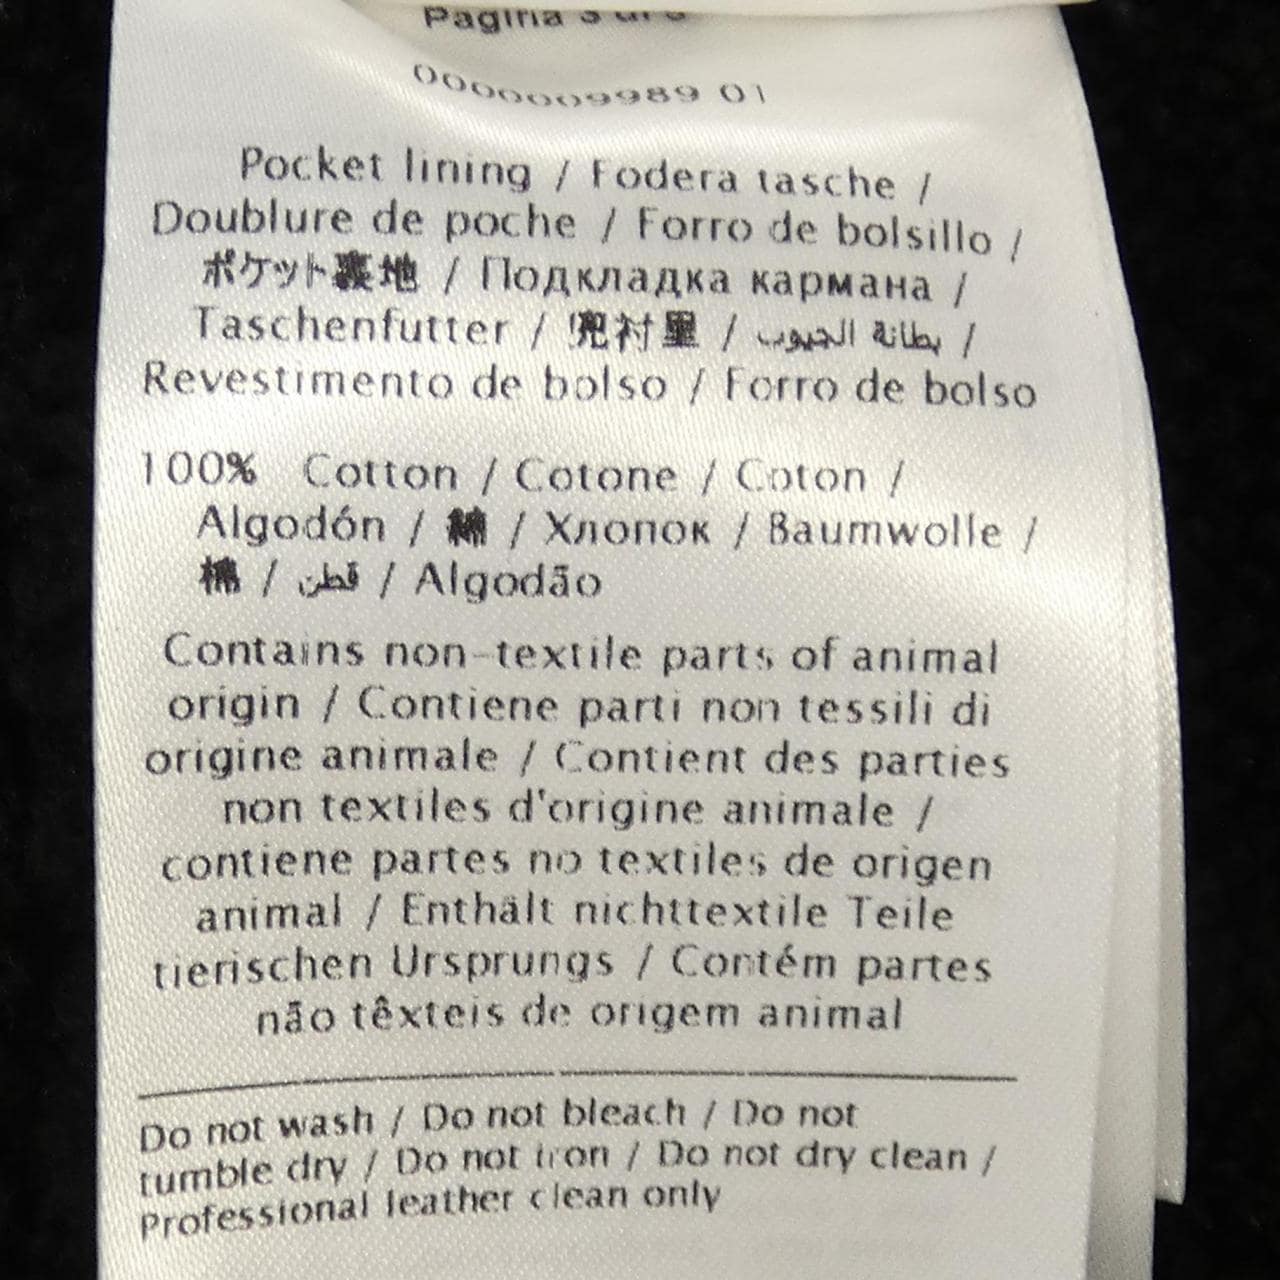 Pagina 3 di 8
0000009989 01
Pocket lining / Fodera tasche /
Doublure de poche / Forro de bolsillo /
ポケット裏地 / Подкладка кармана /
Taschenfutter / 兜衬里 / بطانة الجيوب /
Revestimento de bolso / Forro de bolso
100% Cotton / Cotone / Coton /
Algodón / 綿 / Хлопок / Baumwolle /
棉 / قطن / Algodão
Contains non-textile parts of animal
origin / Contiene parti non tessili di
origine animale / Contient des parties
non textiles d'origine animale /
contiene partes no textiles de origen
animal / Enthält nichttextile Teile
tierischen Ursprungs / Contém partes
não têxteis de origem animal
Do not wash / Do not bleach / Do not
tumble dry / Do not iron / Do not dry clean /
Professional leather clean only